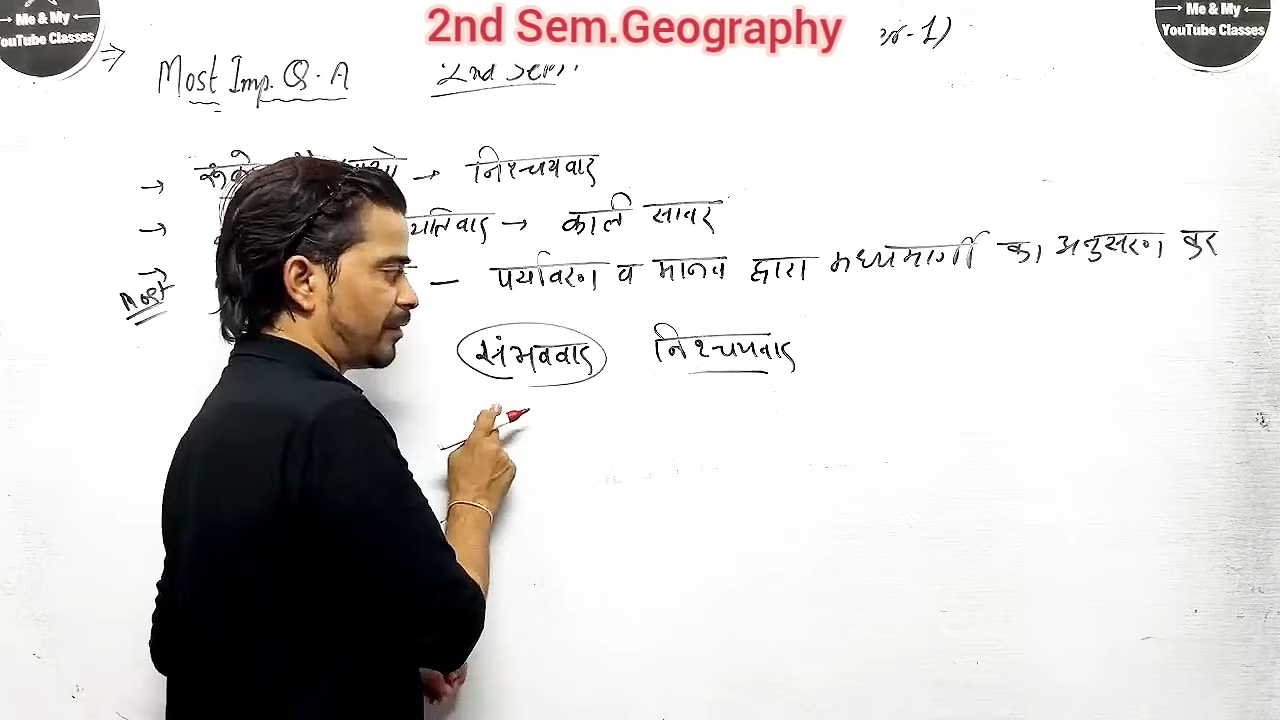 Me & My
YouTube Classes
2nd Sem.Geography
Me & My
YouTube Classes
Most Imp. Q.A 2nd Sem.
→ → निश्चयवाद
→ → कार्ल सावर
→ Most — पर्यावरण व मानव द्वारा मध्यमार्गी का अनुसरण कर
संभववाद निश्चयवाद